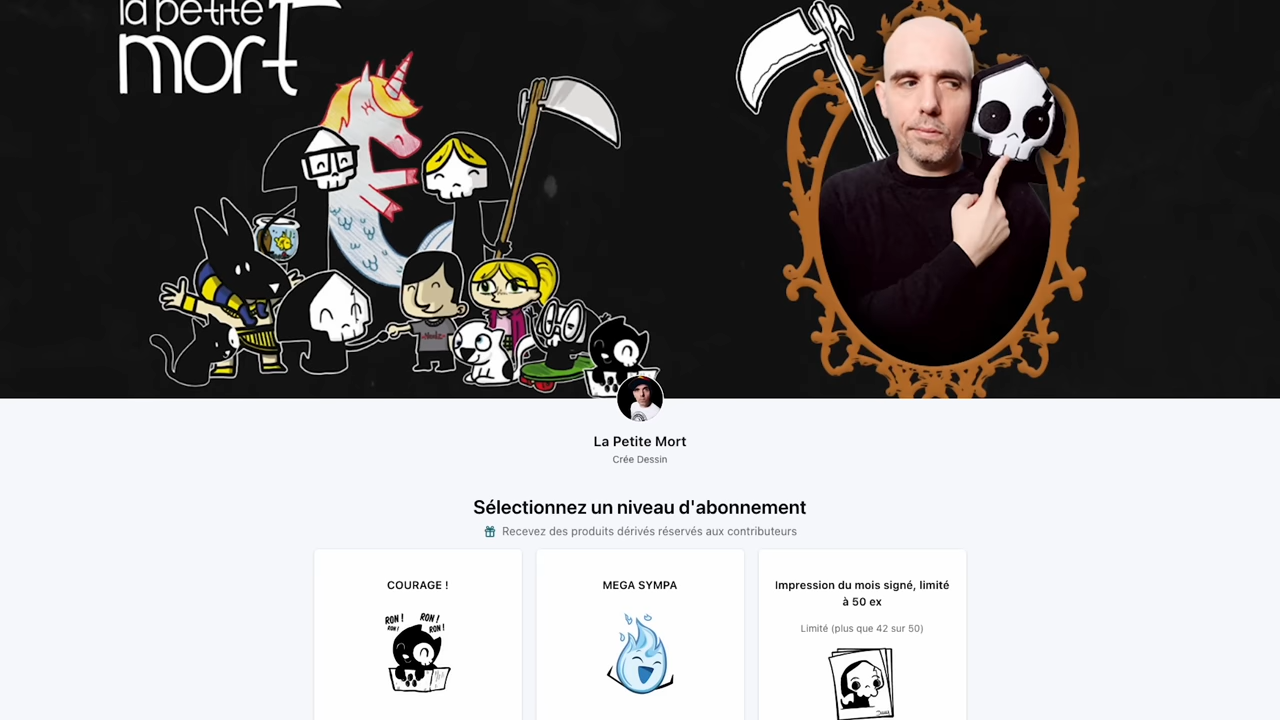 la petite
mort
La Petite Mort
Crée Dessin
Sélectionnez un niveau d'abonnement
Recevez des produits dérivés réservés aux contributeurs
COURAGE !
MEGA SYMPA
Impression du mois signé, limité
à 50 ex
Limité (plus que 42 sur 50)
RON ! RON !
RON ! RON !